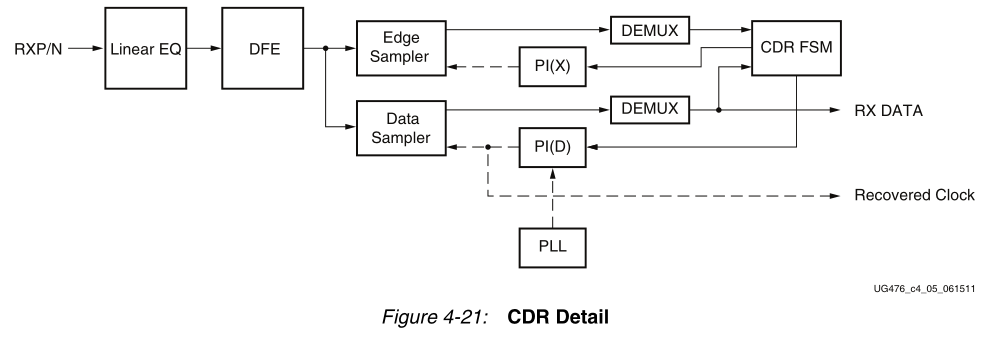 RXP/N
Linear EQ
DFE
Edge
Sampler
DEMUX
CDR FSM
PI(X)
Data
Sampler
DEMUX
RX DATA
PI(D)
Recovered Clock
PLL
UG476_c4_05_061511
Figure 4-21: CDR Detail